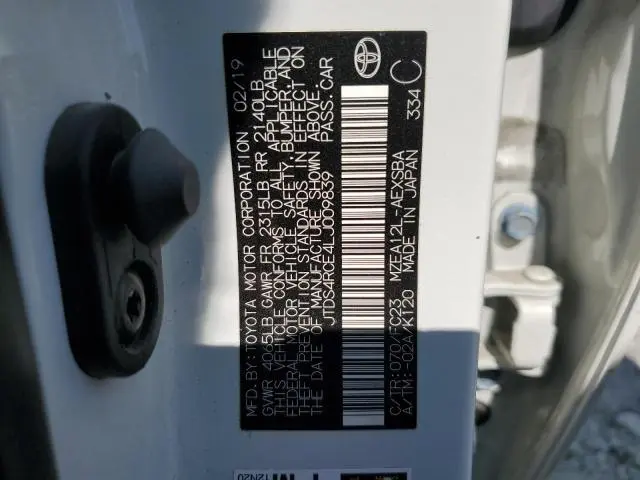 MFD.BY:TOYOTA MOTOR CORPORATION 02/19
GAWR FR 2315LB RR 2140LB
THIS VEHICLE CONFORMS TO ALL APPLICABLE
FEDERAL MOTOR VEHICLE SAFETY, BUMPER, AND
THEFT PREVENTION STANDARDS IN EFFECT ON
THE DATE OF MANUFACTURE SHOWN ABOVE.
JTDS4RCE4LJ009839 PASS.CAR
C/TR:070/FC23 MZEA12L-AEXSBA
A/TM:-02A/K120 MADE IN JAPAN 334 C
12N20